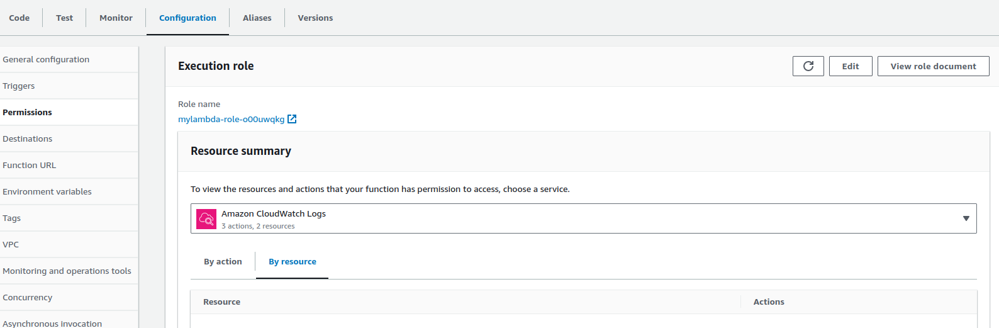 Code Test Monitor Configuration Aliases Versions
General configuration
Triggers
Permissions
Destinations
Function URL
Environment variables
Tags
VPC
Monitoring and operations tools
Concurrency
Asynchronous invocation
Execution role
Edit View role document
Role name
mylambda-role-o00uwqkg
Resource summary
To view the resources and actions that your function has permission to access, choose a service.
Amazon CloudWatch Logs
3 actions, 2 resources
By action By resource
Resource Actions